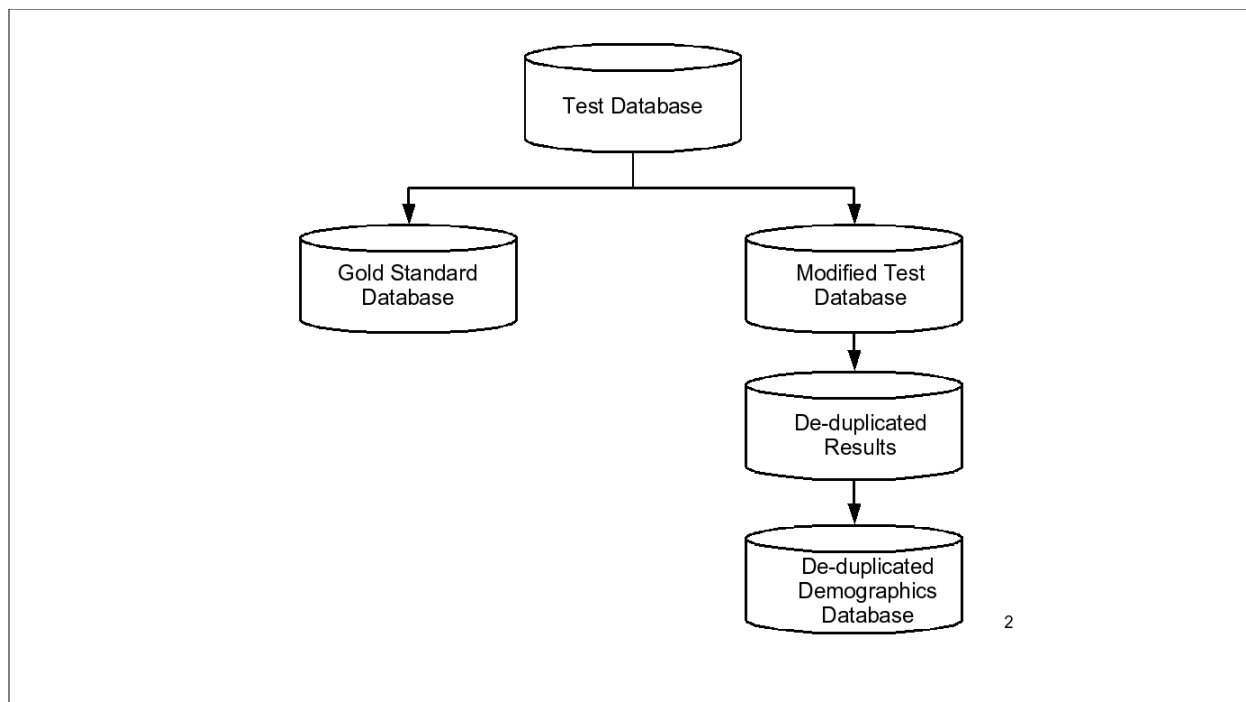 Test Database
Gold Standard
Database
Modified Test
Database
De-duplicated
Results
De-duplicated
Demographics
Database
2